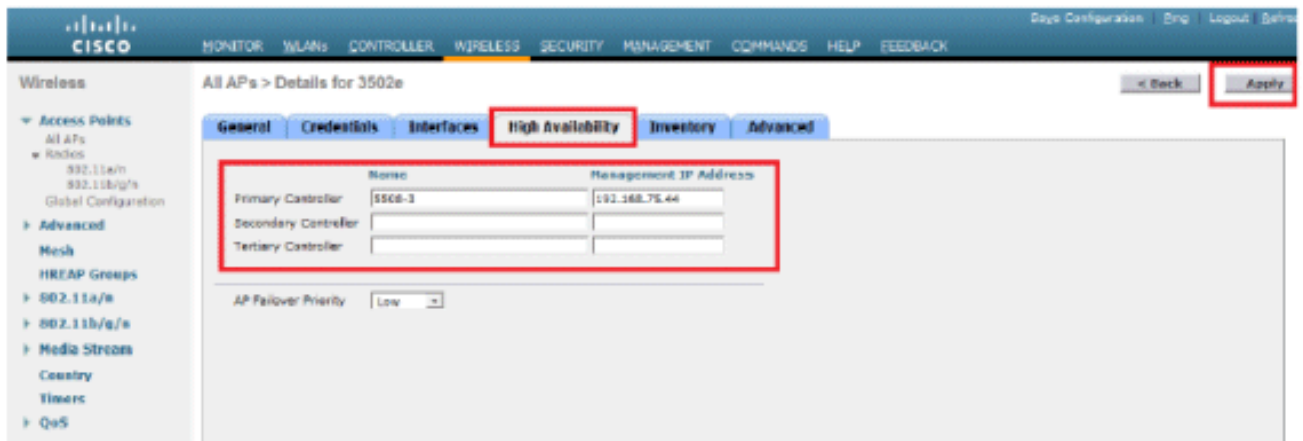 Save Configuration | Ping | Logout | Refresh
CISCO
MONITOR WLANs CONTROLLER WIRELESS SECURITY MANAGEMENT COMMANDS HELP FEEDBACK
Wireless
All APs > Details for 3502e
< Back
Apply
Access Points
All APs
Radios
802.11a/n
802.11b/g/n
Global Configuration
Advanced
Mesh
HREAP Groups
802.11a/n
802.11b/g/n
Media Stream
Country
Timers
QoS
General Credentials Interfaces High Availability Inventory Advanced
Name Management IP Address
Primary Controller 5508-3 192.168.75.44
Secondary Controller
Tertiary Controller
AP Failover Priority Low